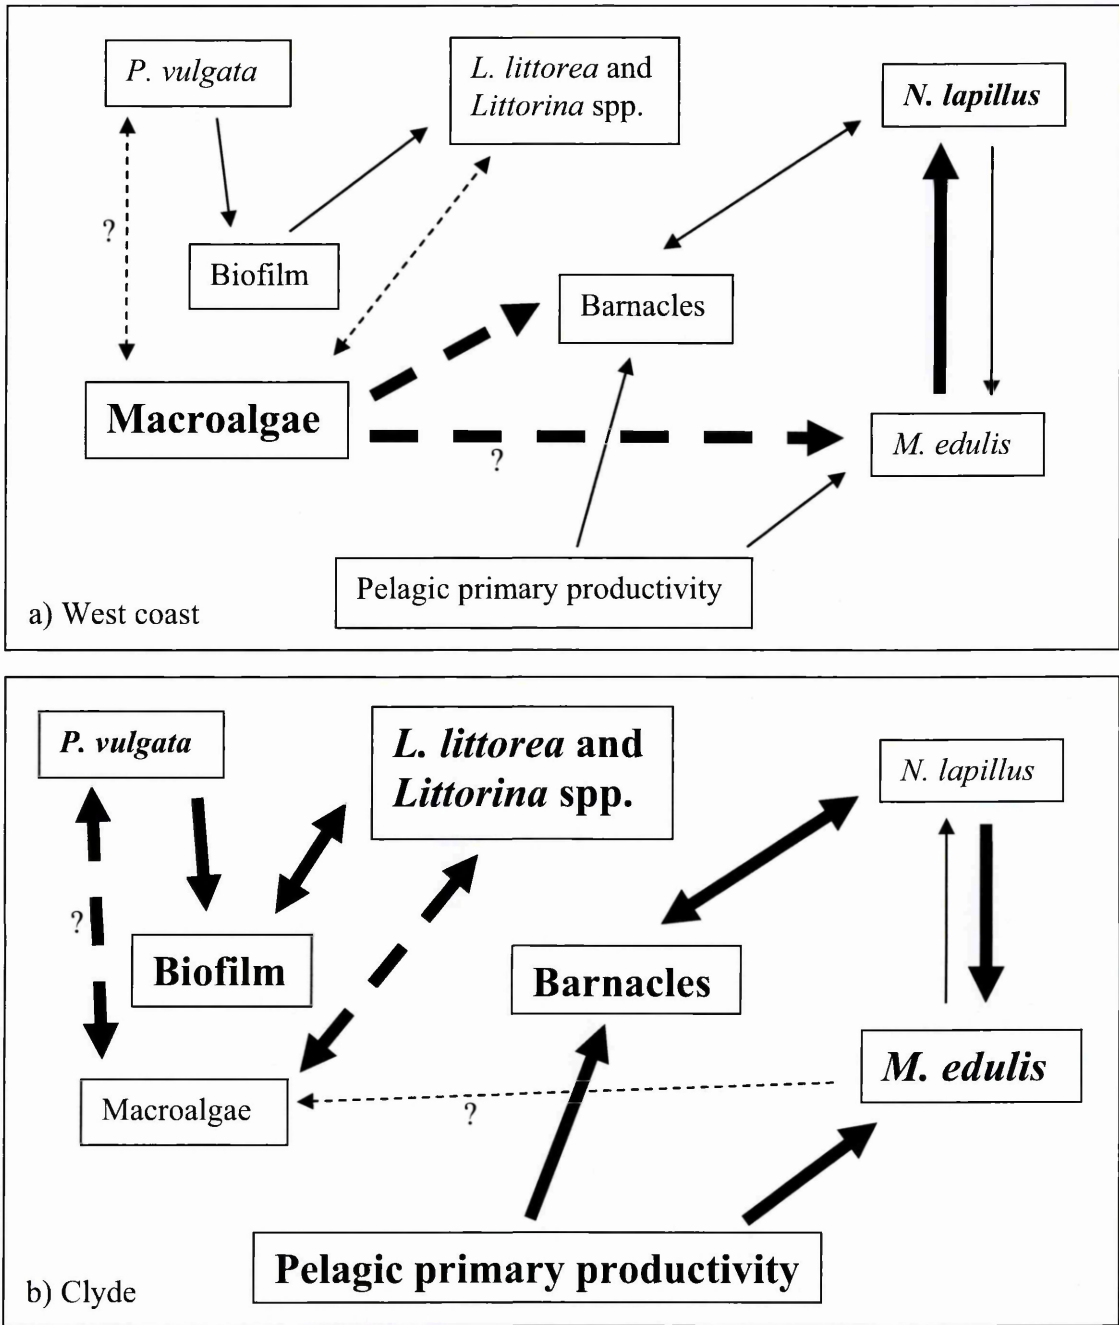 P. vulgata
L. littorea and
Littorina spp.
N. lapillus
?
Biofilm
Barnacles
Macroalgae
?
M. edulis
Pelagic primary productivity
a) West coast
P. vulgata
L. littorea and
Littorina spp.
N. lapillus
?
Biofilm
Barnacles
M. edulis
Macroalgae
?
Pelagic primary productivity
b) Clyde